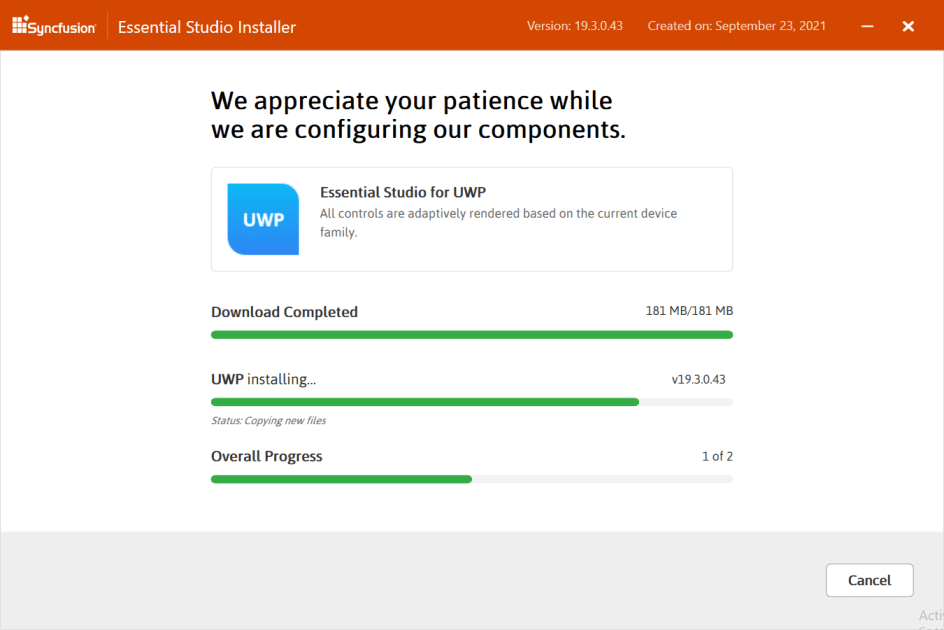 Syncfusion
Essential Studio Installer
Version: 19.3.0.43
Created on: September 23, 2021
We appreciate your patience while
we are configuring our components.
UWP
Essential Studio for UWP
All controls are adaptively rendered based on the current device
family.
Download Completed
181 MB/181 MB
UWP installing...
v19.3.0.43
Status: Copying new files
Overall Progress
1 of 2
Cancel